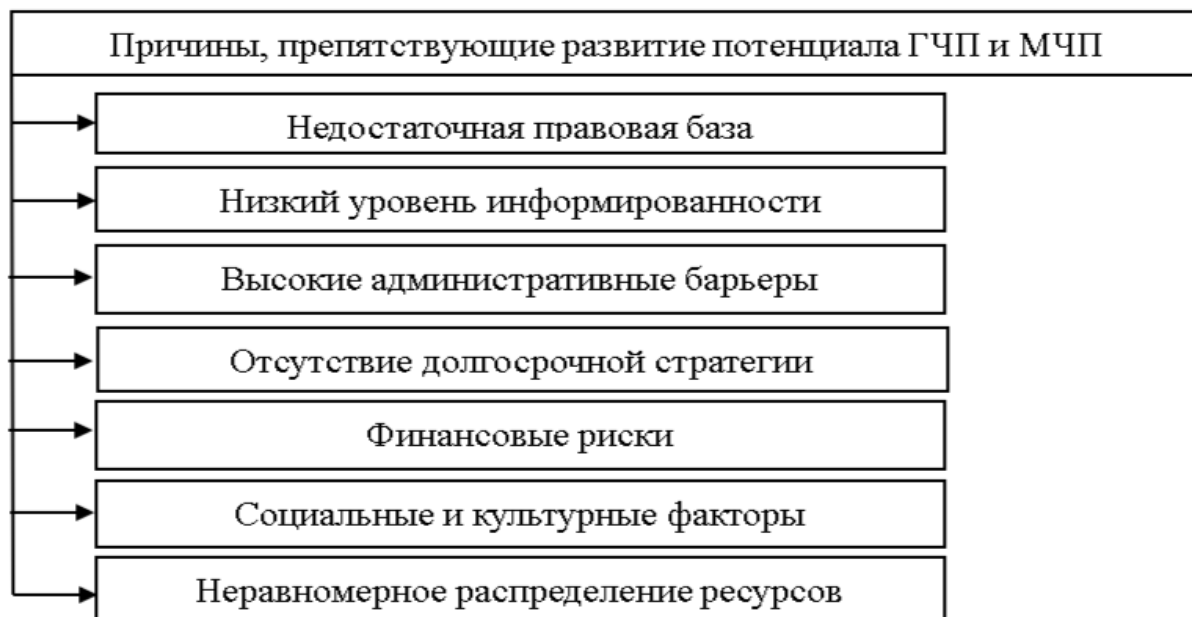 Причины, препятствующие развитие потенциала ГЧП и МЧП
Недостаточная правовая база
Низкий уровень информированности
Высокие административные барьеры
Отсутствие долгосрочной стратегии
Финансовые риски
Социальные и культурные факторы
Неравномерное распределение ресурсов